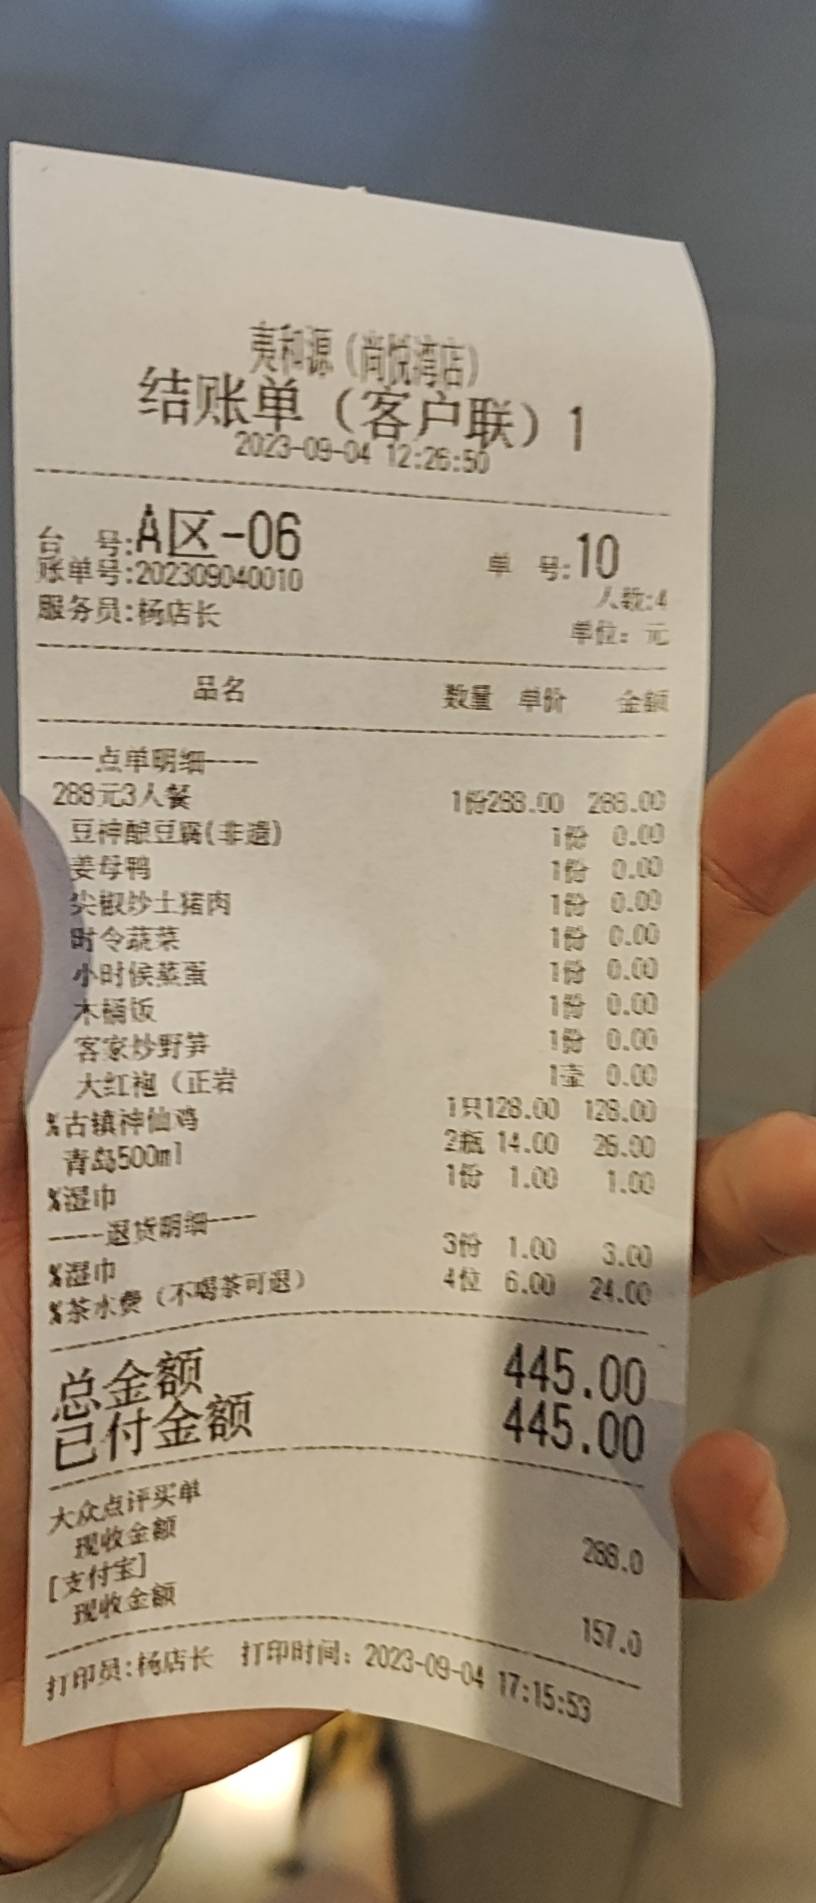 夷和源（尚悦湾店）
结账单（客户联）1
2023-09-04 12:26:50
台 号:A区-06 单 号:10
账单号:202309040010 人数:4
服务员:杨店长 单位：元
品名 数量 单价 金额
----点单明细----
288元3人餐 1份288.00 288.00
豆神酿豆腐(非遗) 1份 0.00
姜母鸭 1份 0.00
尖椒炒土猪肉 1份 0.00
时令蔬菜 1份 0.00
小时候蒸蛋 1份 0.00
木桶饭 1份 0.00
客家炒野笋 1份 0.00
大红袍（正岩 1壶 0.00
%古镇神仙鸡 1只128.00 128.00
青岛500ml 2瓶 14.00 28.00
%湿巾 1份 1.00 1.00
----退货明细----
%湿巾 3份 1.00 3.00
%茶水费（不喝茶可退） 4位 6.00 24.00
总金额 445.00
已付金额 445.00
大众点评买单
现收金额 288.0
[支付宝]
现收金额 157.0
打印员:杨店长 打印时间：2023-09-04 17:15:53